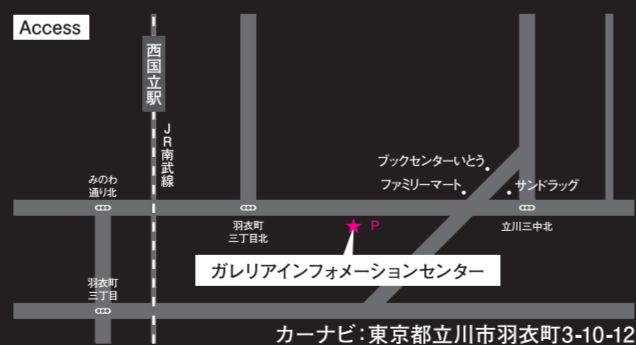 Access
西国立駅
JR南武線
ブックセンターいとう
ファミリーマート
サンドラッグ
みのわ
通り北
羽衣町
三丁目北
P
立川三中北
ガレリアインフォメーションセンター
羽衣町
三丁目
カーナビ：東京都立川市羽衣町3-10-12